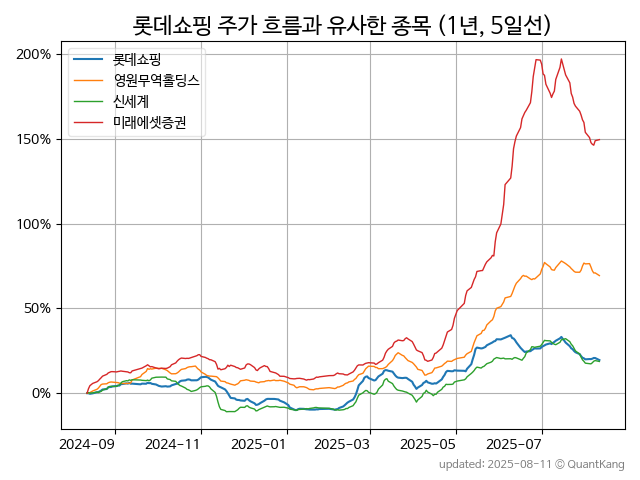 롯데쇼핑 주가 흐름과 유사한 종목 (1년, 5일선)
롯데쇼핑
영원무역홀딩스
신세계
미래에셋증권
200%
150%
100%
50%
0%
2024-09 2024-11 2025-01 2025-03 2025-05 2025-07
updated: 2025-08-11 © QuantKang